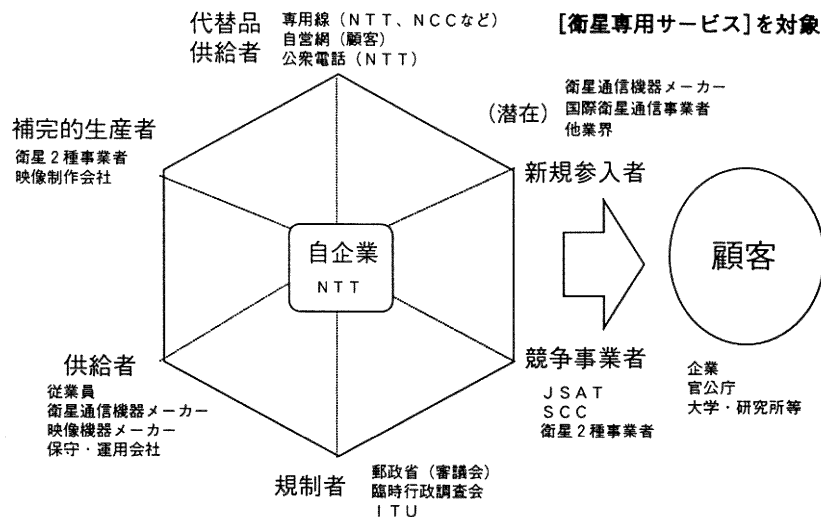 [衛星専用サービス]を対象
代替品
供給者
専用線（NTT、NCCなど）
自営網（顧客）
公衆電話（NTT）
（潜在）
衛星通信機器メーカー
国際衛星通信事業者
他業界
新規参入者
補完的生産者
衛星２種事業者
映像制作会社
自企業
NTT
顧客
企業
官公庁
大学・研究所等
供給者
従業員
衛星通信機器メーカー
映像機器メーカー
保守・運用会社
競争事業者
JSAT
SCC
衛星２種事業者
規制者
郵政省（審議会）
臨時行政調査会
ITU